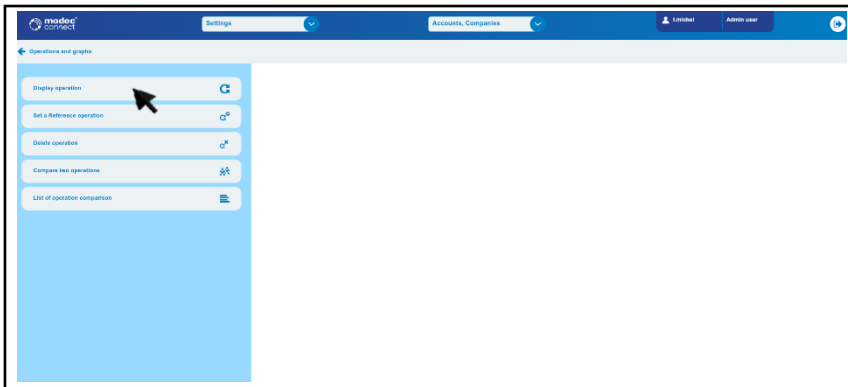 modec
connect
Settings
Accounts, Companies
Lmichel
Admin user
Operations and graphs
Display operation
Set a Reference operation
Delete operation
Compare two operations
List of operation comparison